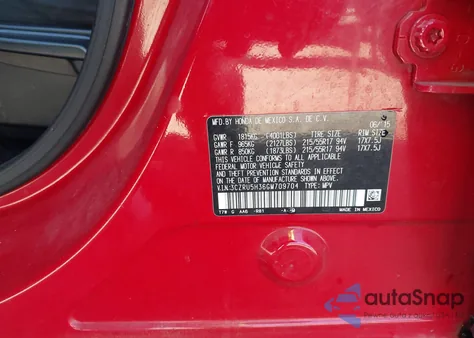 MFD.BY HONDA DE MEXICO S.A. DE C.V. 06/15
GVWR 1815KG (4001LBS) TIRE SIZE RIM SIZE
GAWR F 965KG (2127LBS) 215/55R17 94V 17X7.5J
GAWR R 850KG (1873LBS) 215/55R17 94V 17X7.5J
THIS VEHICLE CONFORMS TO ALL APPLICABLE
FEDERAL MOTOR VEHICLE SAFETY AND
THEFT PREVENTION STANDARDS IN EFFECT ON
THE DATE OF MANUFACTURE SHOWN ABOVE.
V.I.N:3CZRU5H36GM709704 TYPE: MPV
T7W G AA6 -R81 -A-
MADE IN MEXICO
autoSnap